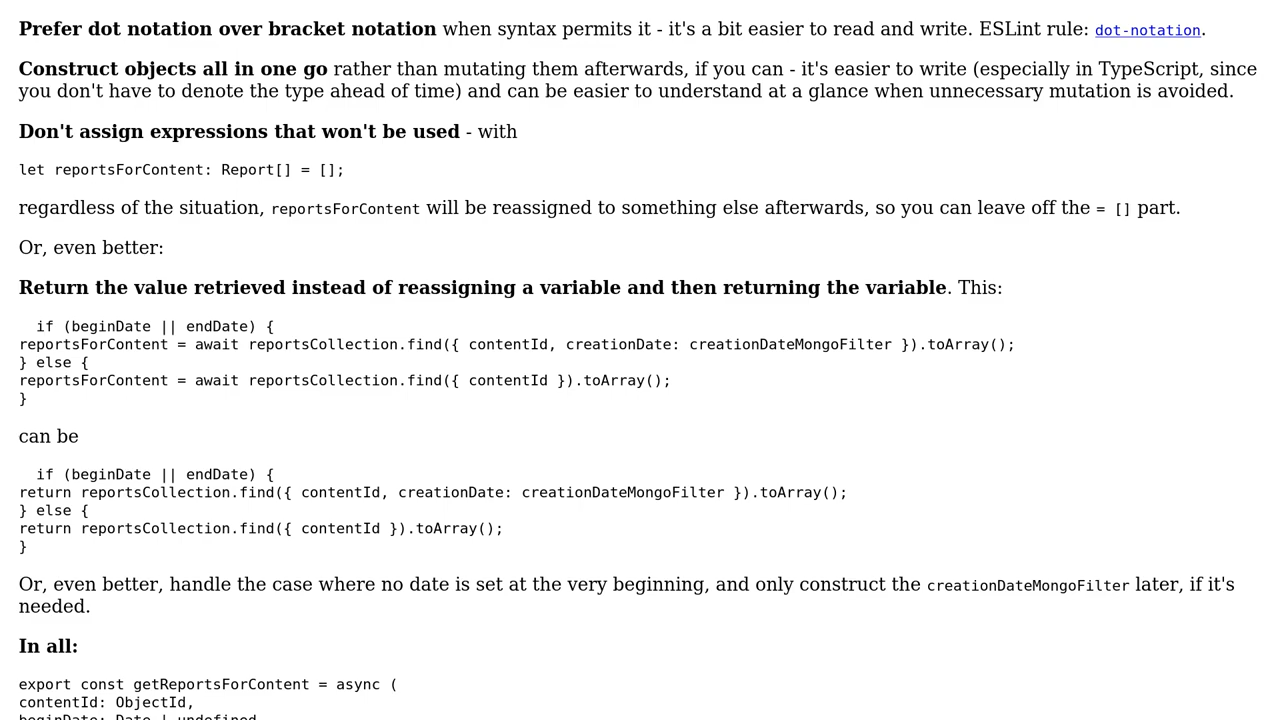 Prefer dot notation over bracket notation when syntax permits it - it's a bit easier to read and write. ESLint rule: dot-notation.
Construct objects all in one go rather than mutating them afterwards, if you can - it's easier to write (especially in TypeScript, since
you don't have to denote the type ahead of time) and can be easier to understand at a glance when unnecessary mutation is avoided.
Don't assign expressions that won't be used - with
let reportsForContent: Report[] = [];
regardless of the situation, reportsForContent will be reassigned to something else afterwards, so you can leave off the = [] part.
Or, even better:
Return the value retrieved instead of reassigning a variable and then returning the variable. This:
if (beginDate || endDate) {
reportsForContent = await reportsCollection.find({ contentId, creationDate: creationDateMongoFilter }).toArray();
} else {
reportsForContent = await reportsCollection.find({ contentId }).toArray();
}
can be
if (beginDate || endDate) {
return reportsCollection.find({ contentId, creationDate: creationDateMongoFilter }).toArray();
} else {
return reportsCollection.find({ contentId }).toArray();
}
Or, even better, handle the case where no date is set at the very beginning, and only construct the creationDateMongoFilter later, if it's
needed.
In all:
export const getReportsForContent = async (
contentId: ObjectId,
beginDate: Date | undefined,